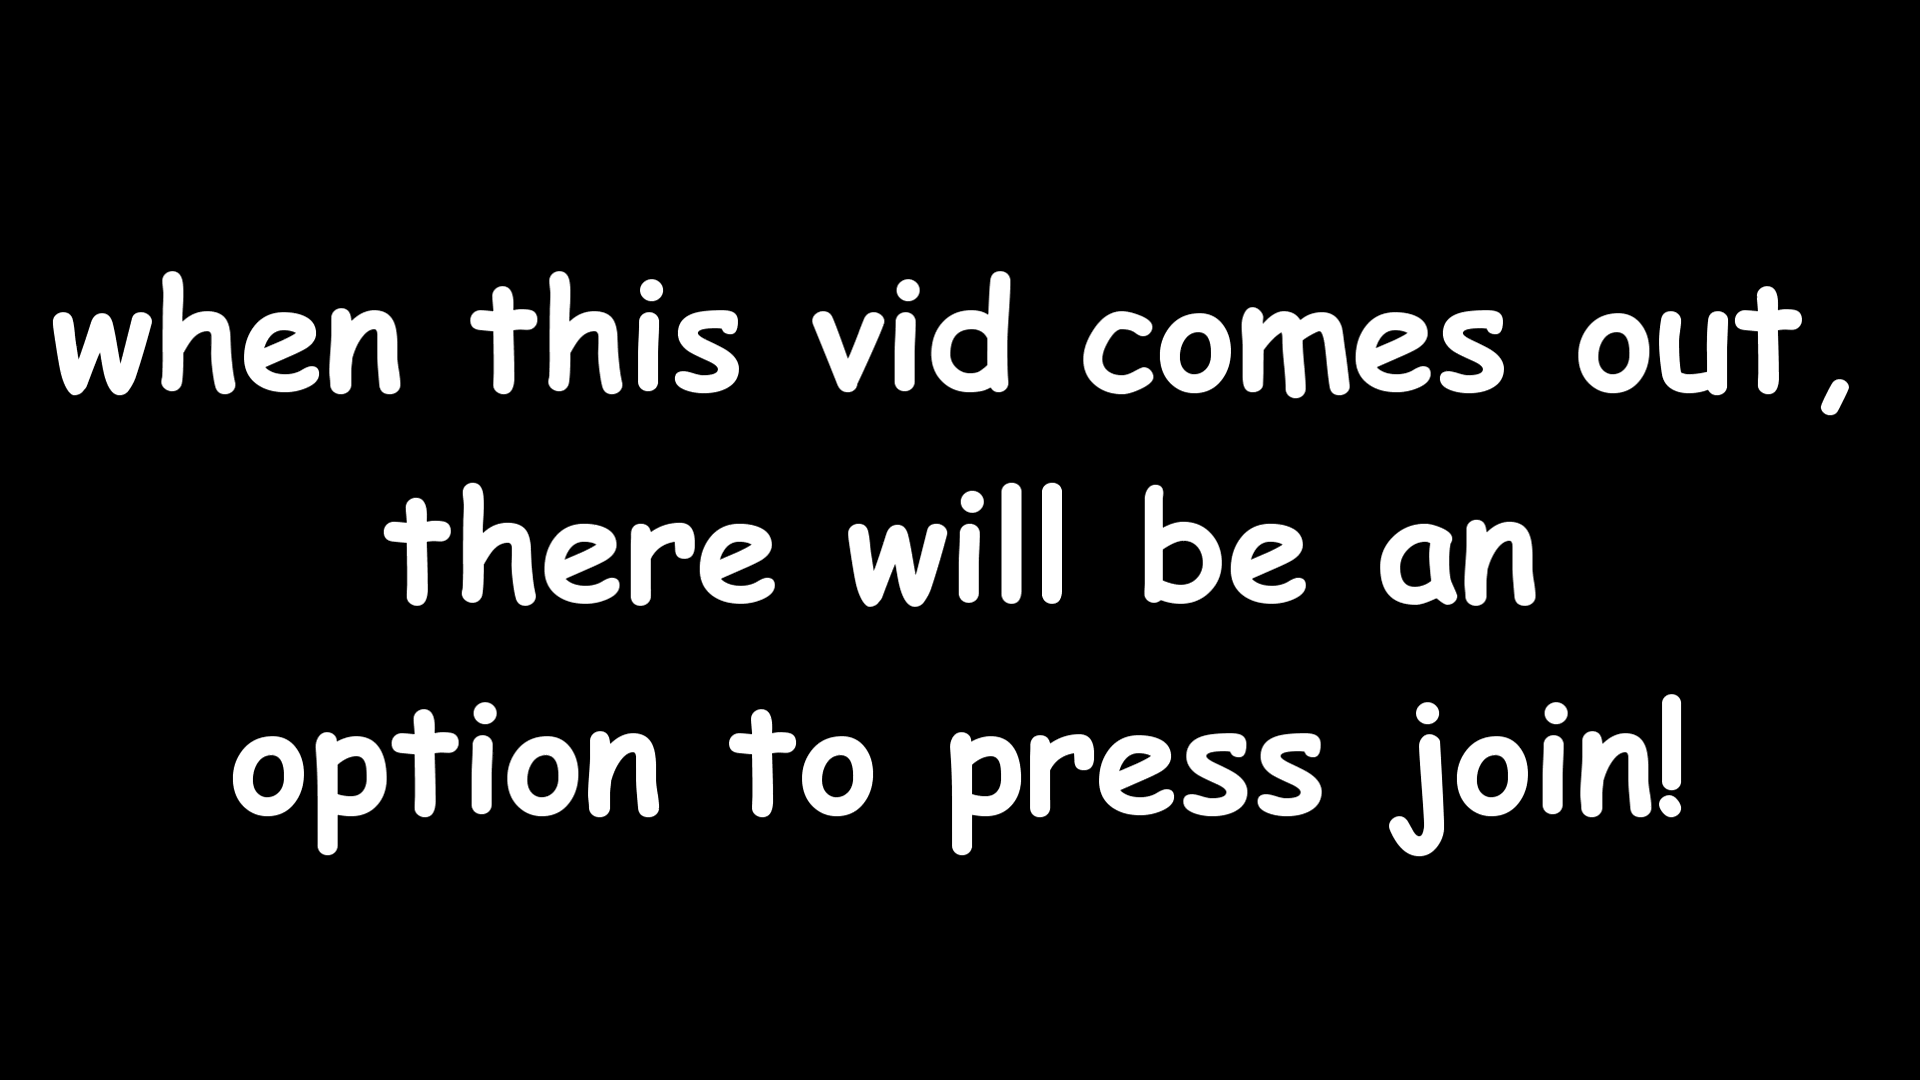 when this vid comes out,
there will be an
option to press join!